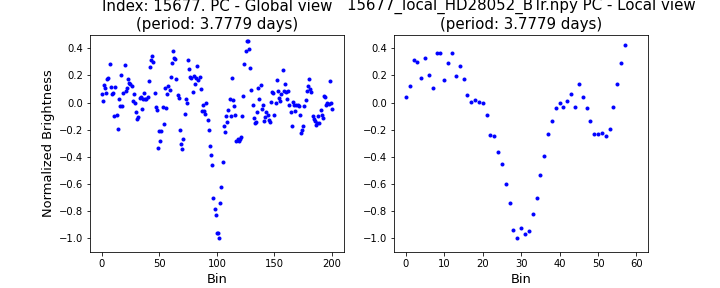 Index: 15677. PC - Global view
(period: 3.7779 days)
15677_local_HD28052_BTr.npy PC - Local view
(period: 3.7779 days)
Normalized Brightness
0.4
0.2
0.0
−0.2
−0.4
−0.6
−0.8
−1.0
0 50 100 150 200
Bin
0.4
0.2
0.0
−0.2
−0.4
−0.6
−0.8
−1.0
0 10 20 30 40 50 60
Bin